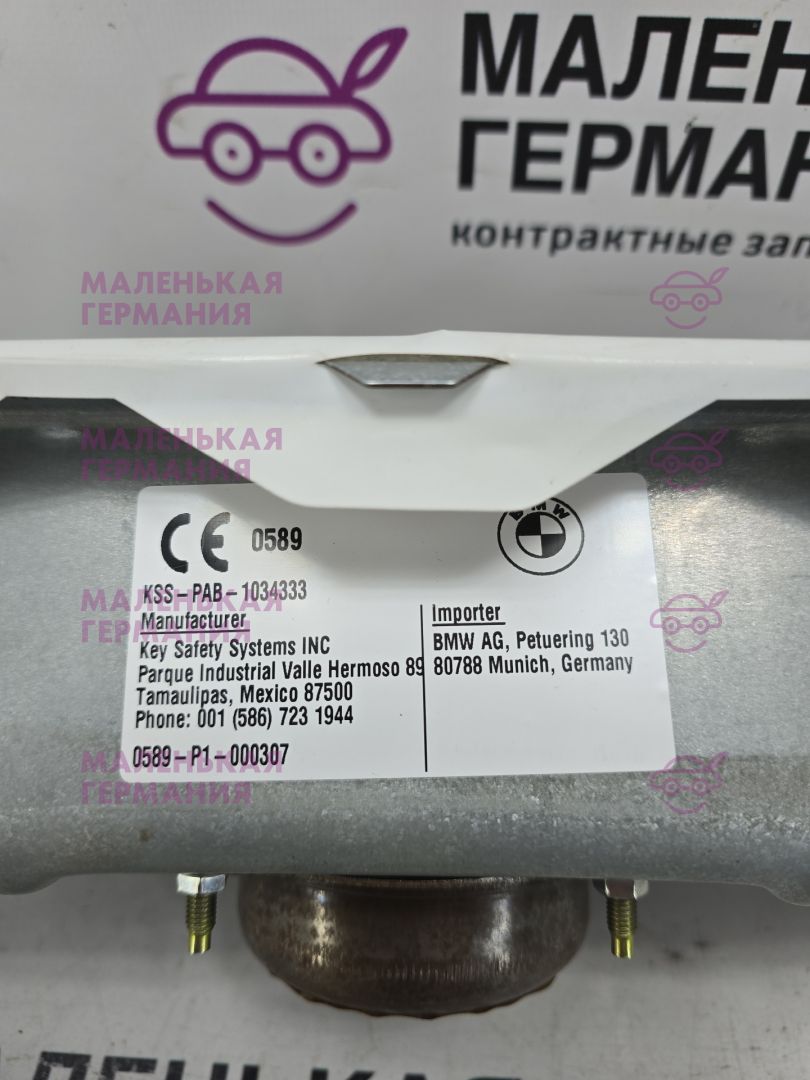 МАЛЕН
ГЕРМАН
контрактные зап
МАЛЕНЬКАЯ
ГЕРМАНИЯ
МАЛЕНЬКАЯ
ГЕРМАНИЯ
CE 0589
BMW
KSS-PAB-1034333
МАЛЕНЬКАЯ
ГЕРМАНИЯ
Manufacturer
Key Safety Systems INC
Parque Industrial Valle Hermoso 89
Tamaulipas, Mexico 87500
Phone: 001 (586) 723 1944
0589-P1-000307
Importer
BMW AG, Petuering 130
80788 Munich, Germany
МАЛЕНЬКАЯ
ГЕРМАНИЯ